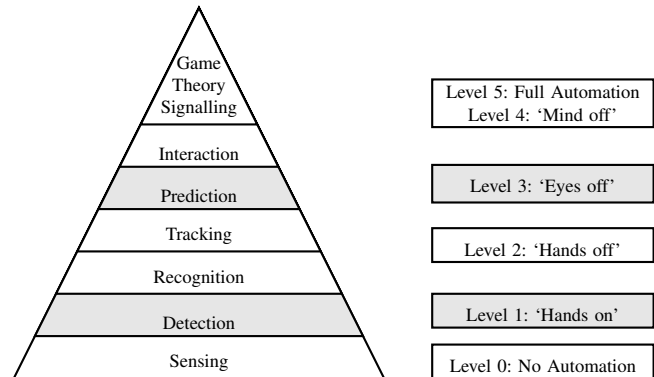 Game
Theory
Signalling
Interaction
Prediction
Tracking
Recognition
Detection
Sensing
Level 5: Full Automation
Level 4: ‘Mind off’
Level 3: ‘Eyes off’
Level 2: ‘Hands off’
Level 1: ‘Hands on’
Level 0: No Automation